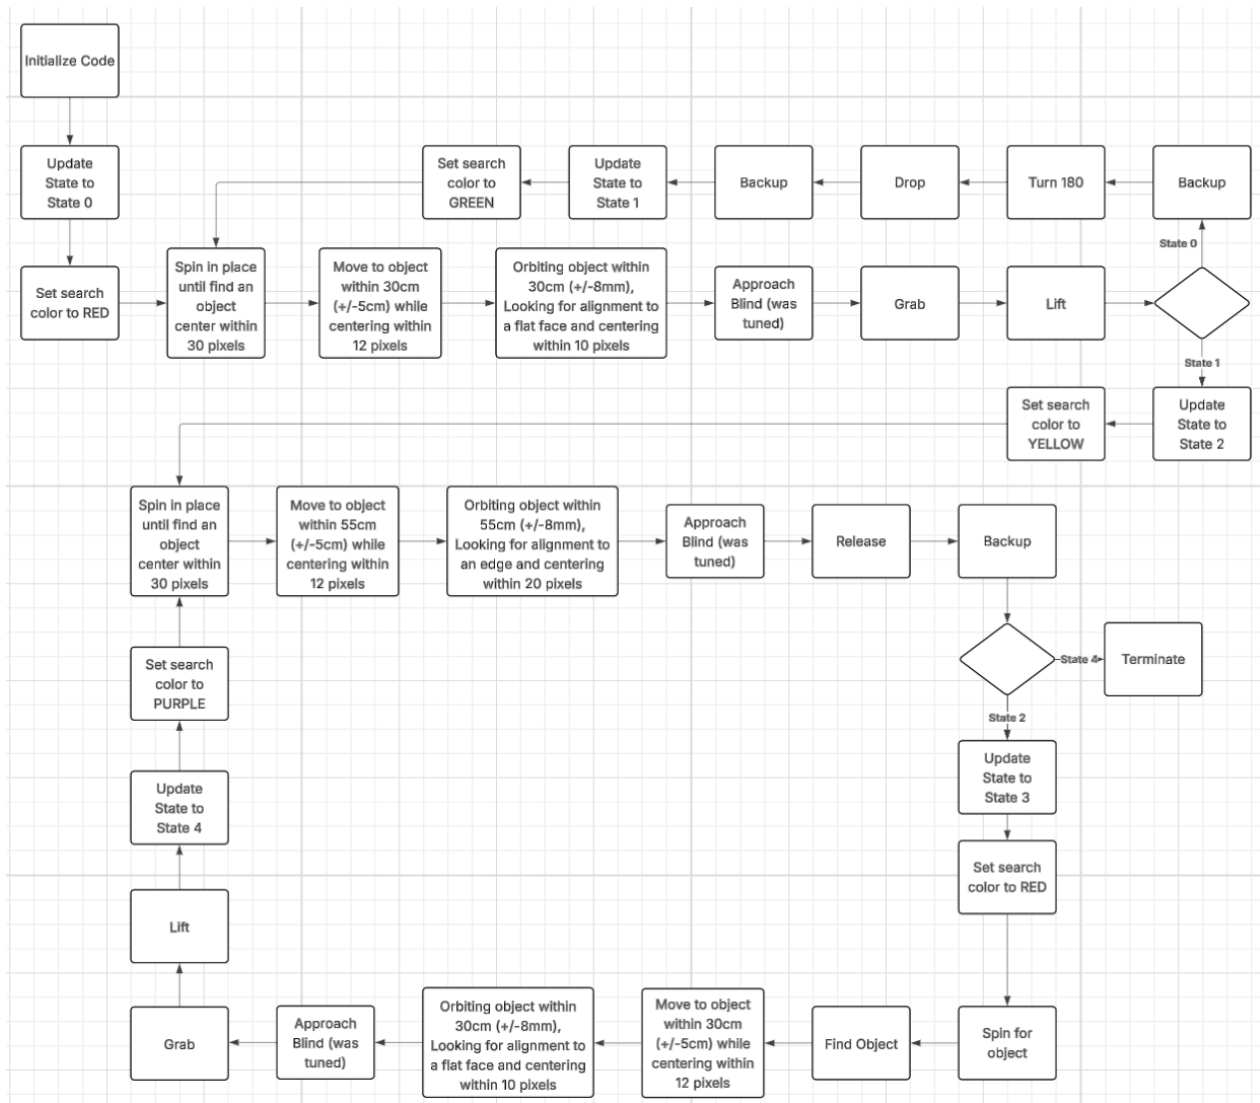 Initialize Code
Update
State to
State 0
Set search
color to RED
Spin in place
until find an
object
center within
30 pixels
Move to object
within 30cm
(+/-5cm) while
centering within
12 pixels
Orbiting object within
30cm (+/-8mm),
Looking for alignment to
a flat face and centering
within 10 pixels
Approach
Blind (was
tuned)
Grab
Lift
State 0
Backup
Turn 180
Drop
Backup
Update
State to
State 1
Set search
color to
GREEN
State 1
Update
State to
State 2
Set search
color to
YELLOW
Spin in place
until find an
object
center within
30 pixels
Move to object
within 55cm
(+/-5cm) while
centering within
12 pixels
Orbiting object within
55cm (+/-8mm),
Looking for alignment to
an edge and centering
within 20 pixels
Approach
Blind (was
tuned)
Release
Backup
State 4
Terminate
State 2
Update
State to
State 3
Set search
color to RED
Spin for
object
Find Object
Move to object
within 30cm
(+/-5cm) while
centering within
12 pixels
Orbiting object within
30cm (+/-8mm),
Looking for alignment to
a flat face and centering
within 10 pixels
Approach
Blind (was
tuned)
Grab
Lift
Update
State to
State 4
Set search
color to
PURPLE